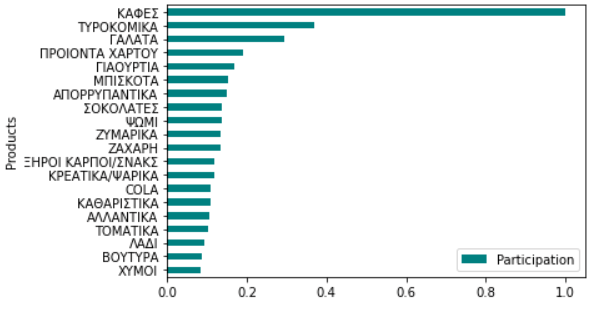 ΚΑΦΕΣ
ΤΥΡΟΚΟΜΙΚΑ
ΓΑΛΑΤΑ
ΠΡΟΙΟΝΤΑ ΧΑΡΤΟΥ
ΓΙΑΟΥΡΤΙΑ
ΜΠΙΣΚΟΤΑ
ΑΠΟΡΡΥΠΑΝΤΙΚΑ
ΣΟΚΟΛΑΤΕΣ
ΨΩΜΙ
ΖΥΜΑΡΙΚΑ
ΖΑΧΑΡΗ
ΞΗΡΟΙ ΚΑΡΠΟΙ/ΣΝΑΚΣ
ΚΡΕΑΤΙΚΑ/ΨΑΡΙΚΑ
COLA
ΚΑΘΑΡΙΣΤΙΚΑ
ΑΛΛΑΝΤΙΚΑ
ΤΟΜΑΤΙΚΑ
ΛΑΔΙ
ΒΟΥΤΥΡΑ
ΧΥΜΟΙ
Products
Participation
0.0 0.2 0.4 0.6 0.8 1.0